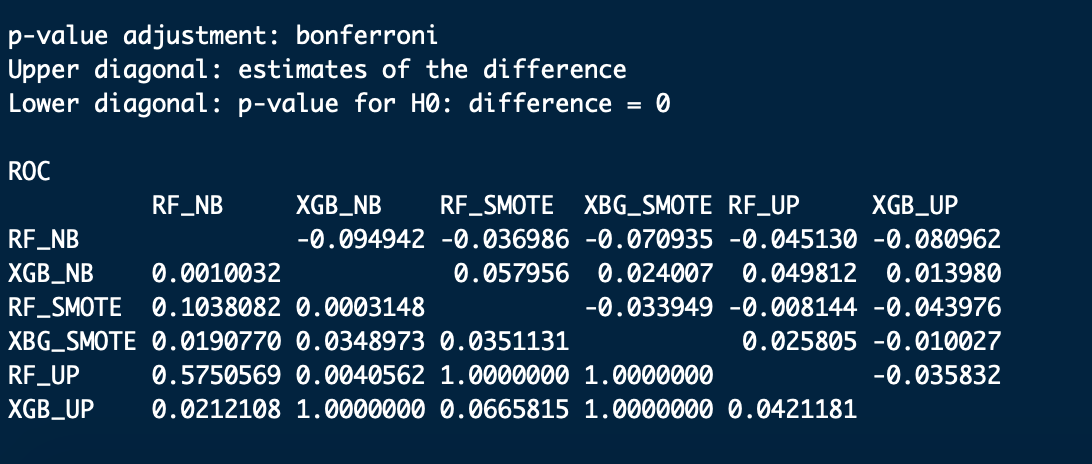 p-value adjustment: bonferroni
Upper diagonal: estimates of the difference
Lower diagonal: p-value for H0: difference = 0
ROC
RF_NB XGB_NB RF_SMOTE XBG_SMOTE RF_UP XGB_UP
RF_NB -0.094942 -0.036986 -0.070935 -0.045130 -0.080962
XGB_NB 0.0010032 0.057956 0.024007 0.049812 0.013980
RF_SMOTE 0.1038082 0.0003148 -0.033949 -0.008144 -0.043976
XBG_SMOTE 0.0190770 0.0348973 0.0351131 0.025805 -0.010027
RF_UP 0.5750569 0.0040562 1.0000000 1.0000000 -0.035832
XGB_UP 0.0212108 1.0000000 0.0665815 1.0000000 0.0421181